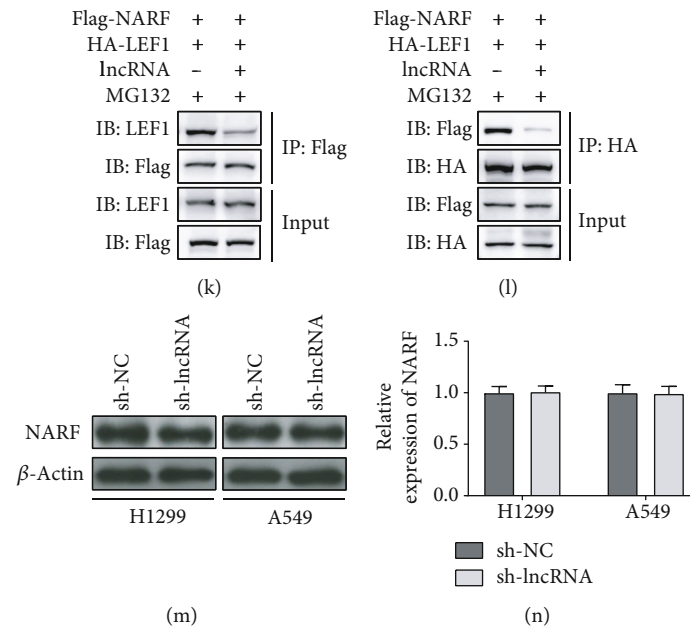 Flag-NARF + +
HA-LEF1 + +
lncRNA – +
MG132 + +
IB: LEF1
IB: Flag
IP: Flag
IB: LEF1
IB: Flag
Input
(k)
Flag-NARF + +
HA-LEF1 + +
lncRNA – +
MG132 + +
IB: Flag
IB: HA
IP: HA
IB: Flag
IB: HA
Input
(l)
sh-NC
sh-lncRNA
sh-NC
sh-lncRNA
NARF
β-Actin
H1299
A549
(m)
Relative
expression of NARF
1.5
1.0
0.5
0.0
H1299
A549
sh-NC
sh-lncRNA
(n)